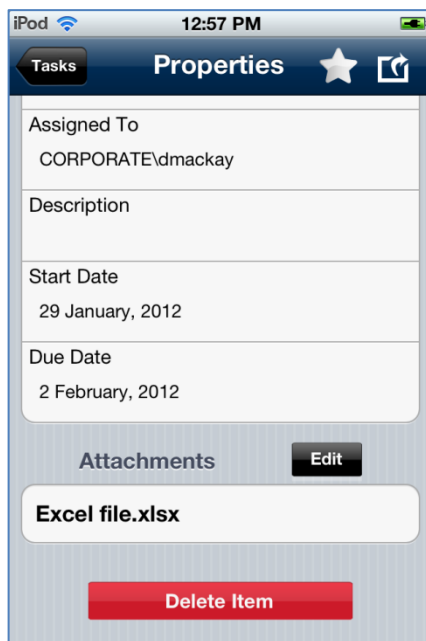 iPod 12:57 PM
Tasks Properties
Assigned To
CORPORATE\dmackay
Description
Start Date
29 January, 2012
Due Date
2 February, 2012
Attachments Edit
Excel file.xlsx
Delete Item